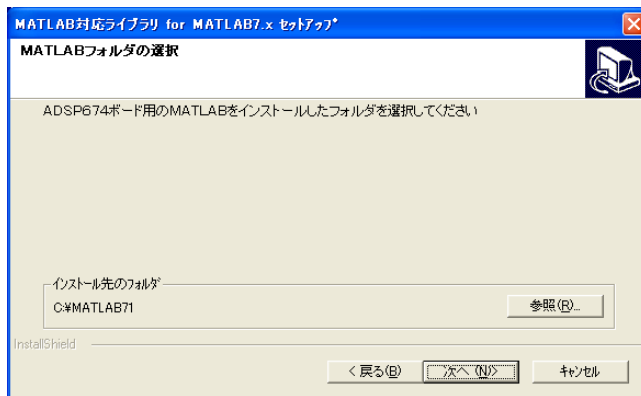 MATLAB対応ライブラリ for MATLAB7.x セットアップ
MATLABフォルダの選択
ADSP674ボード用のMATLABをインストールしたフォルダを選択してください
インストール先のフォルダ
C:¥MATLAB71
参照(R)...
InstallShield
< 戻る(B)
次へ (N)>
キャンセル